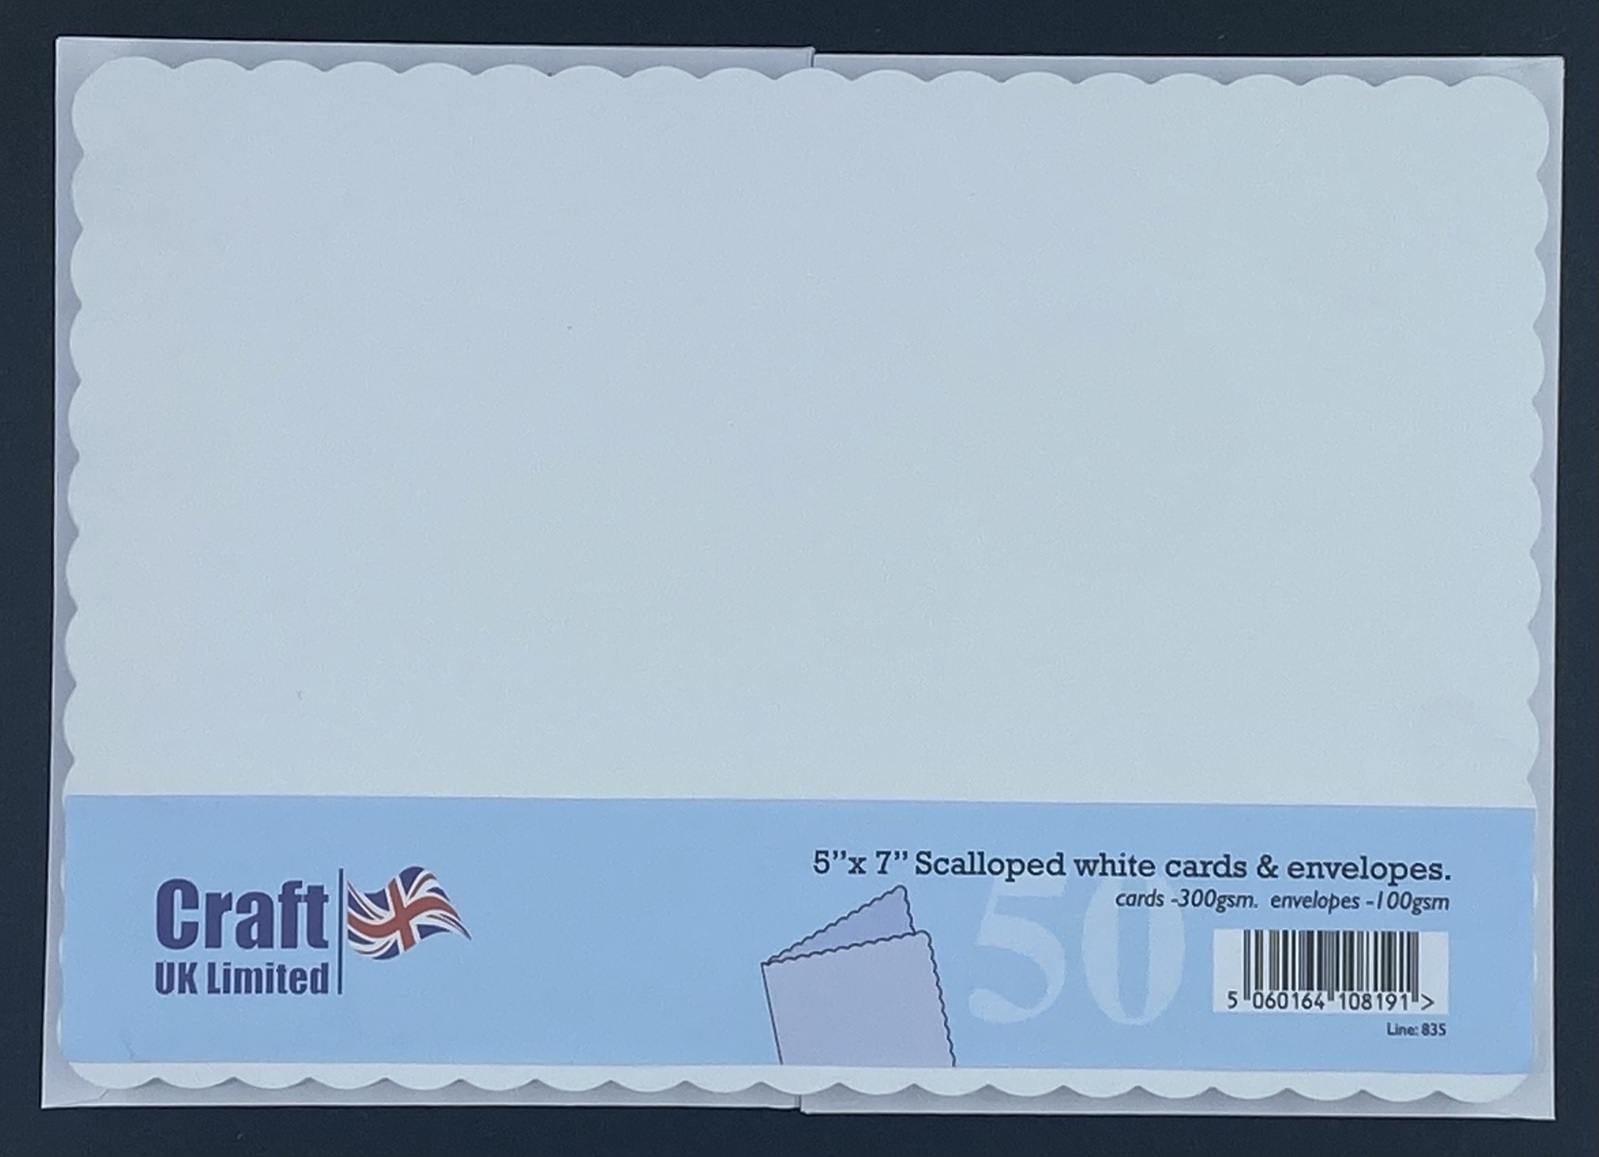 Craft
UK Limited
5”x 7” Scalloped white cards & envelopes.
cards -300gsm. envelopes -100gsm
50
5 060164 108191 >
Line: 835